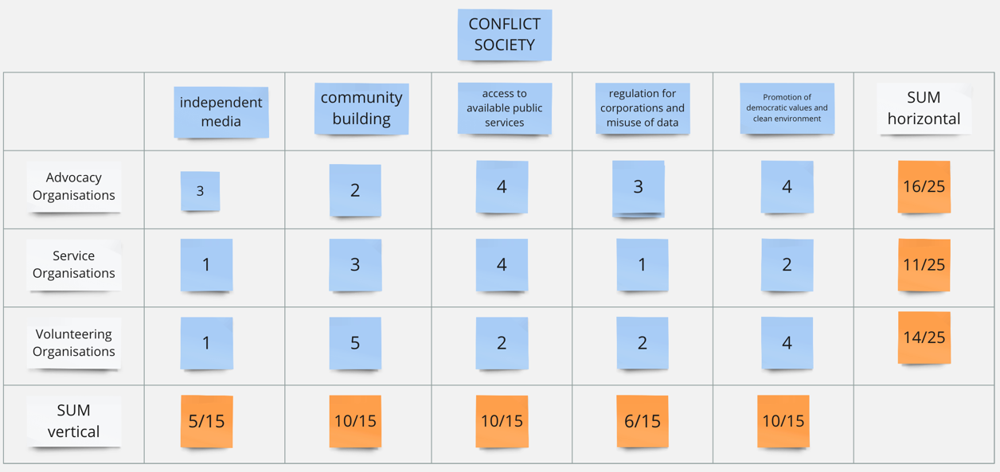 CONFLICT
SOCIETY
independent
media
community
building
access to
available public
services
regulation for
corporations and
misuse of data
Promotion of
democratic values and
clean environment
SUM
horizontal
Advocacy
Organisations
3
2
4
3
4
16/25
Service
Organisations
1
3
4
1
2
11/25
Volunteering
Organisations
1
5
2
2
4
14/25
SUM
vertical
5/15
10/15
10/15
6/15
10/15